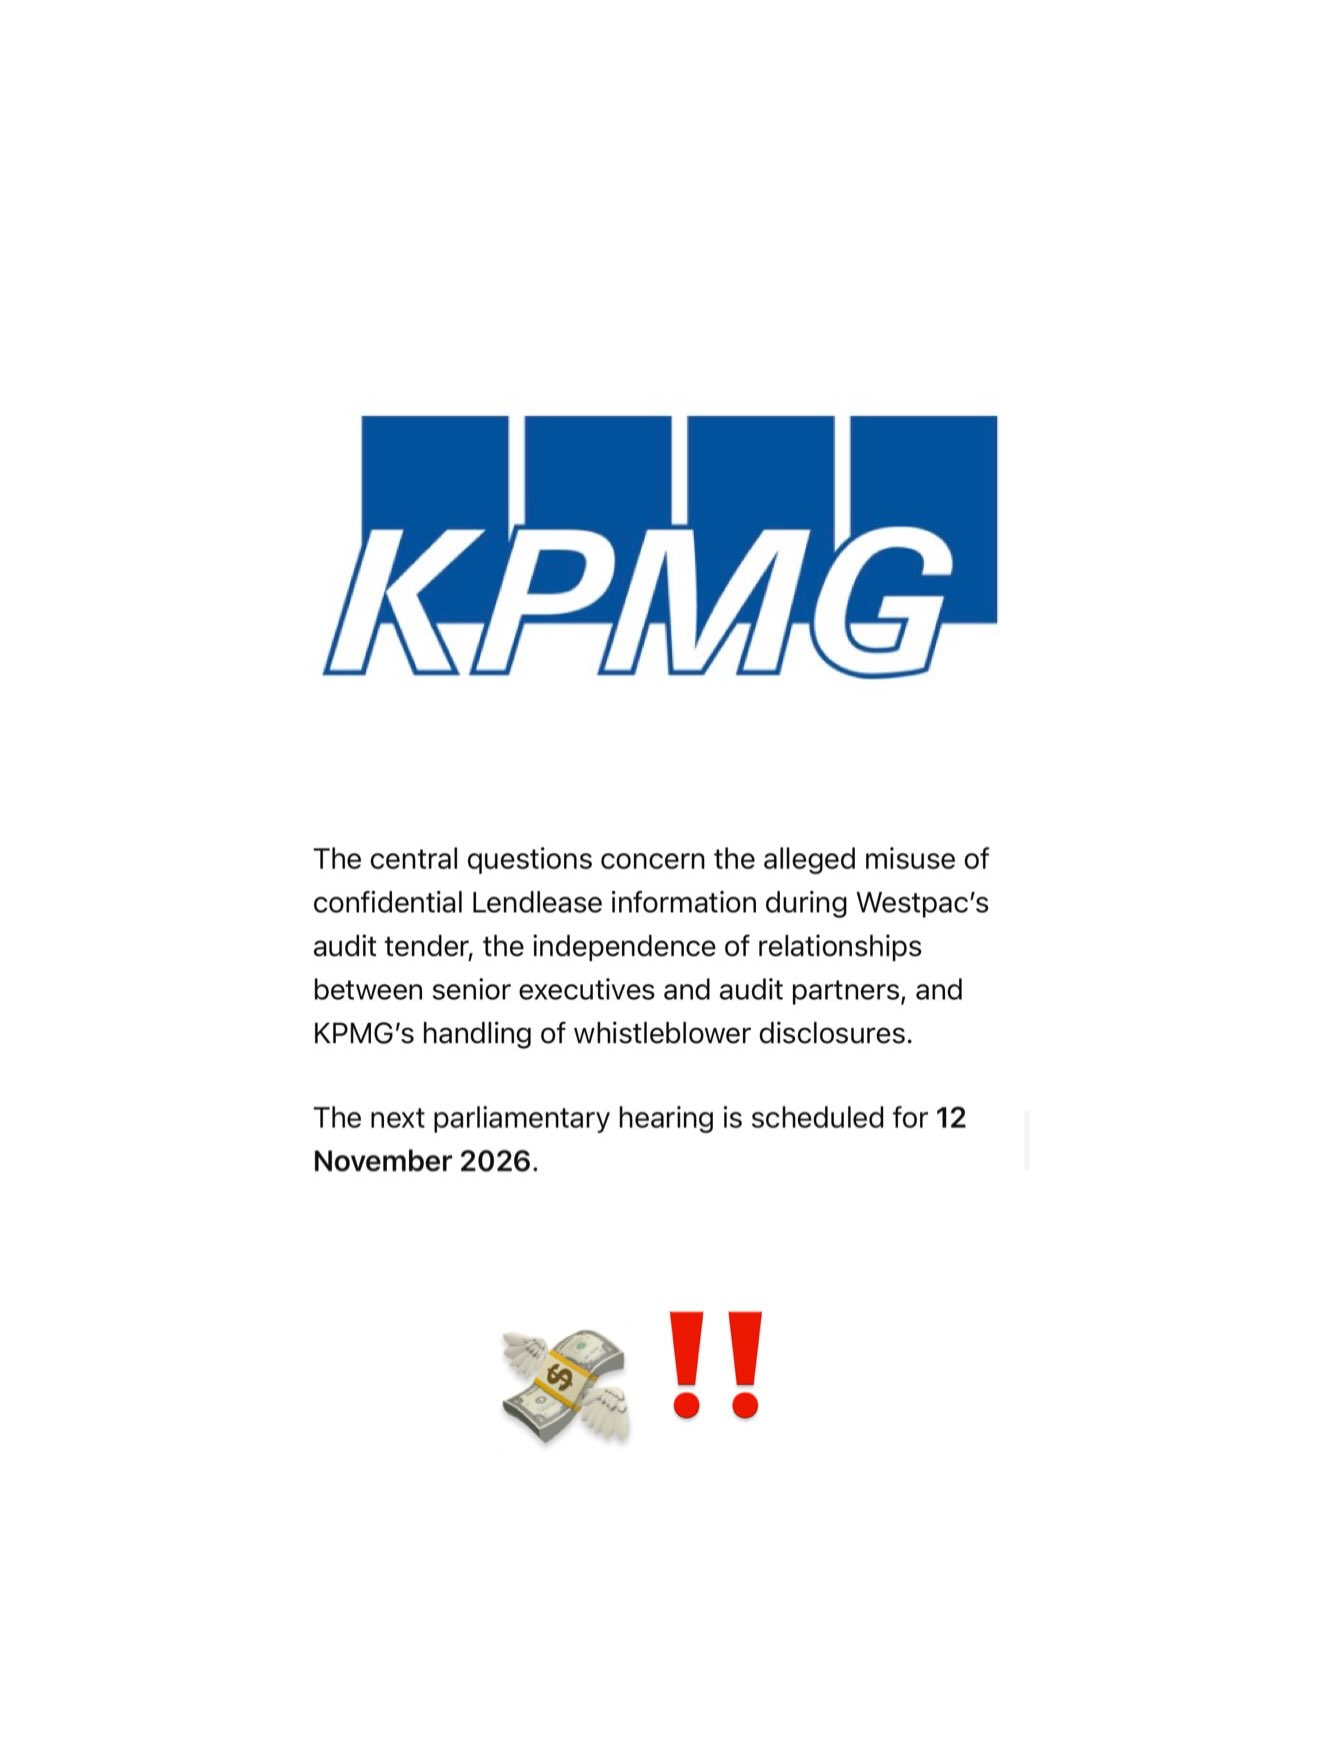 KPMG
The central questions concern the alleged misuse of
confidential Lendlease information during Westpac’s
audit tender, the independence of relationships
between senior executives and audit partners, and
KPMG’s handling of whistleblower disclosures.
The next parliamentary hearing is scheduled for 12
November 2026.